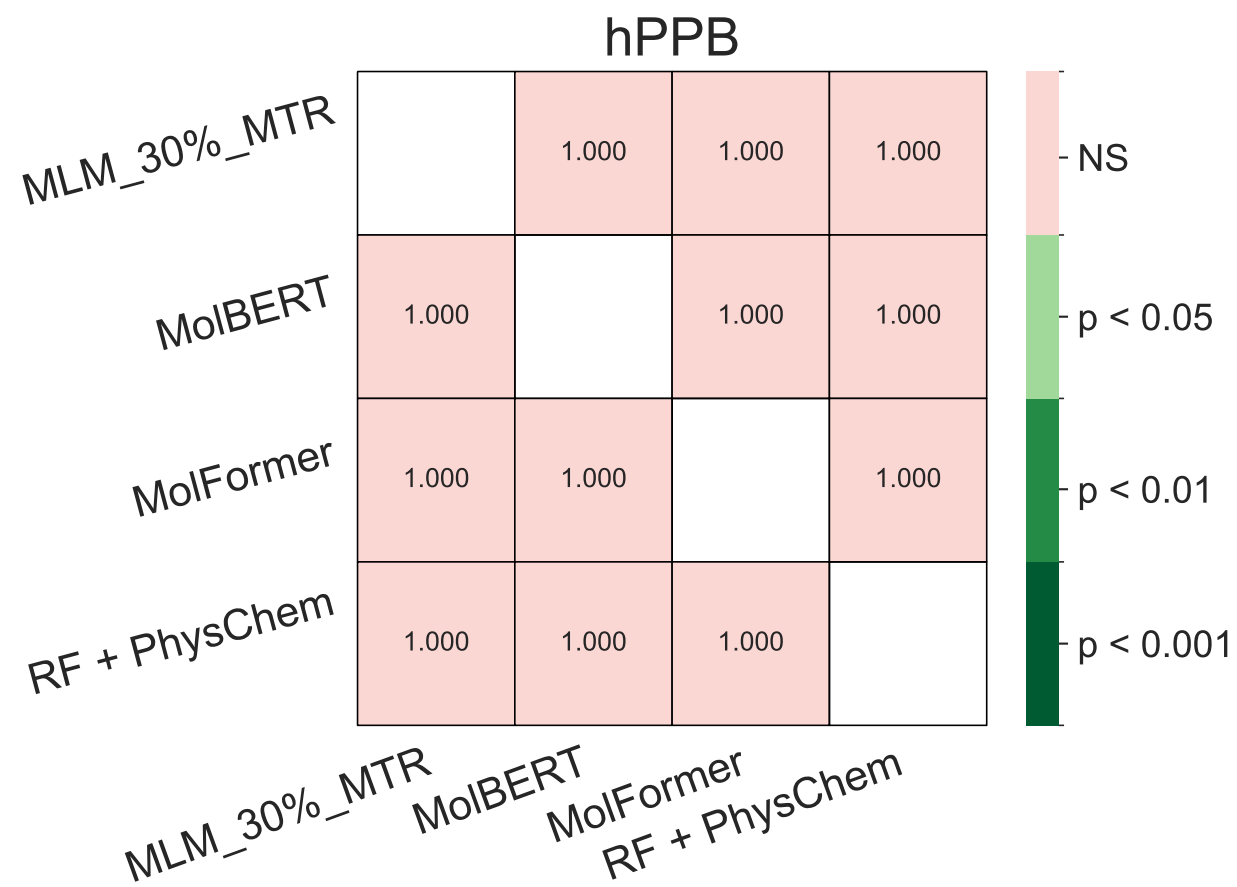 hPPB
MLM_30%_MTR
1.000 1.000 1.000
NS
MolBERT
1.000 1.000 1.000
p < 0.05
MolFormer
1.000 1.000 1.000
p < 0.01
RF + PhysChem
1.000 1.000 1.000
p < 0.001
MLM_30%_MTR
MolBERT
MolFormer
RF + PhysChem